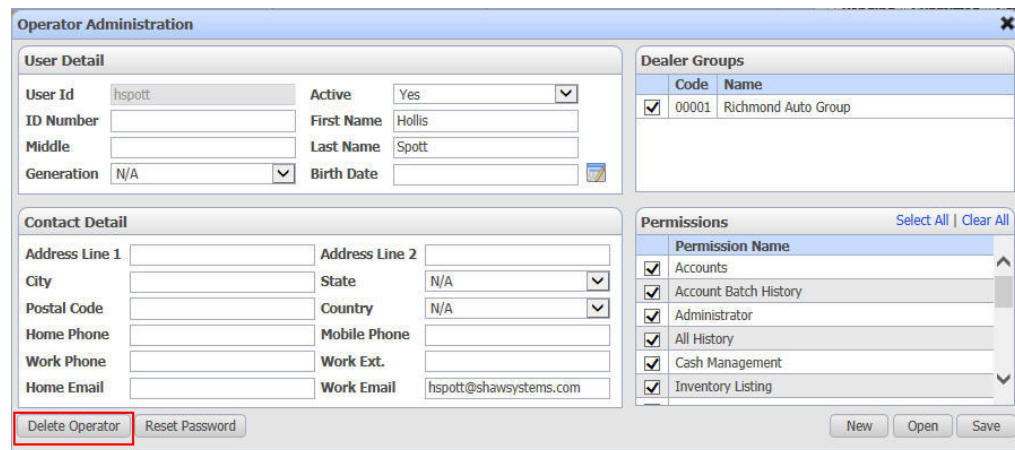 Operator Administration
User Detail
User Id hspott Active Yes
ID Number First Name Hollis
Middle Last Name Spott
Generation N/A Birth Date
Dealer Groups
Code Name
00001 Richmond Auto Group
Contact Detail
Address Line 1 Address Line 2
City State N/A
Postal Code Country N/A
Home Phone Mobile Phone
Work Phone Work Ext.
Home Email Work Email hspott@shawsystems.com
Permissions Select All | Clear All
Permission Name
Accounts
Account Batch History
Administrator
All History
Cash Management
Inventory Listing
Delete Operator Reset Password New Open Save